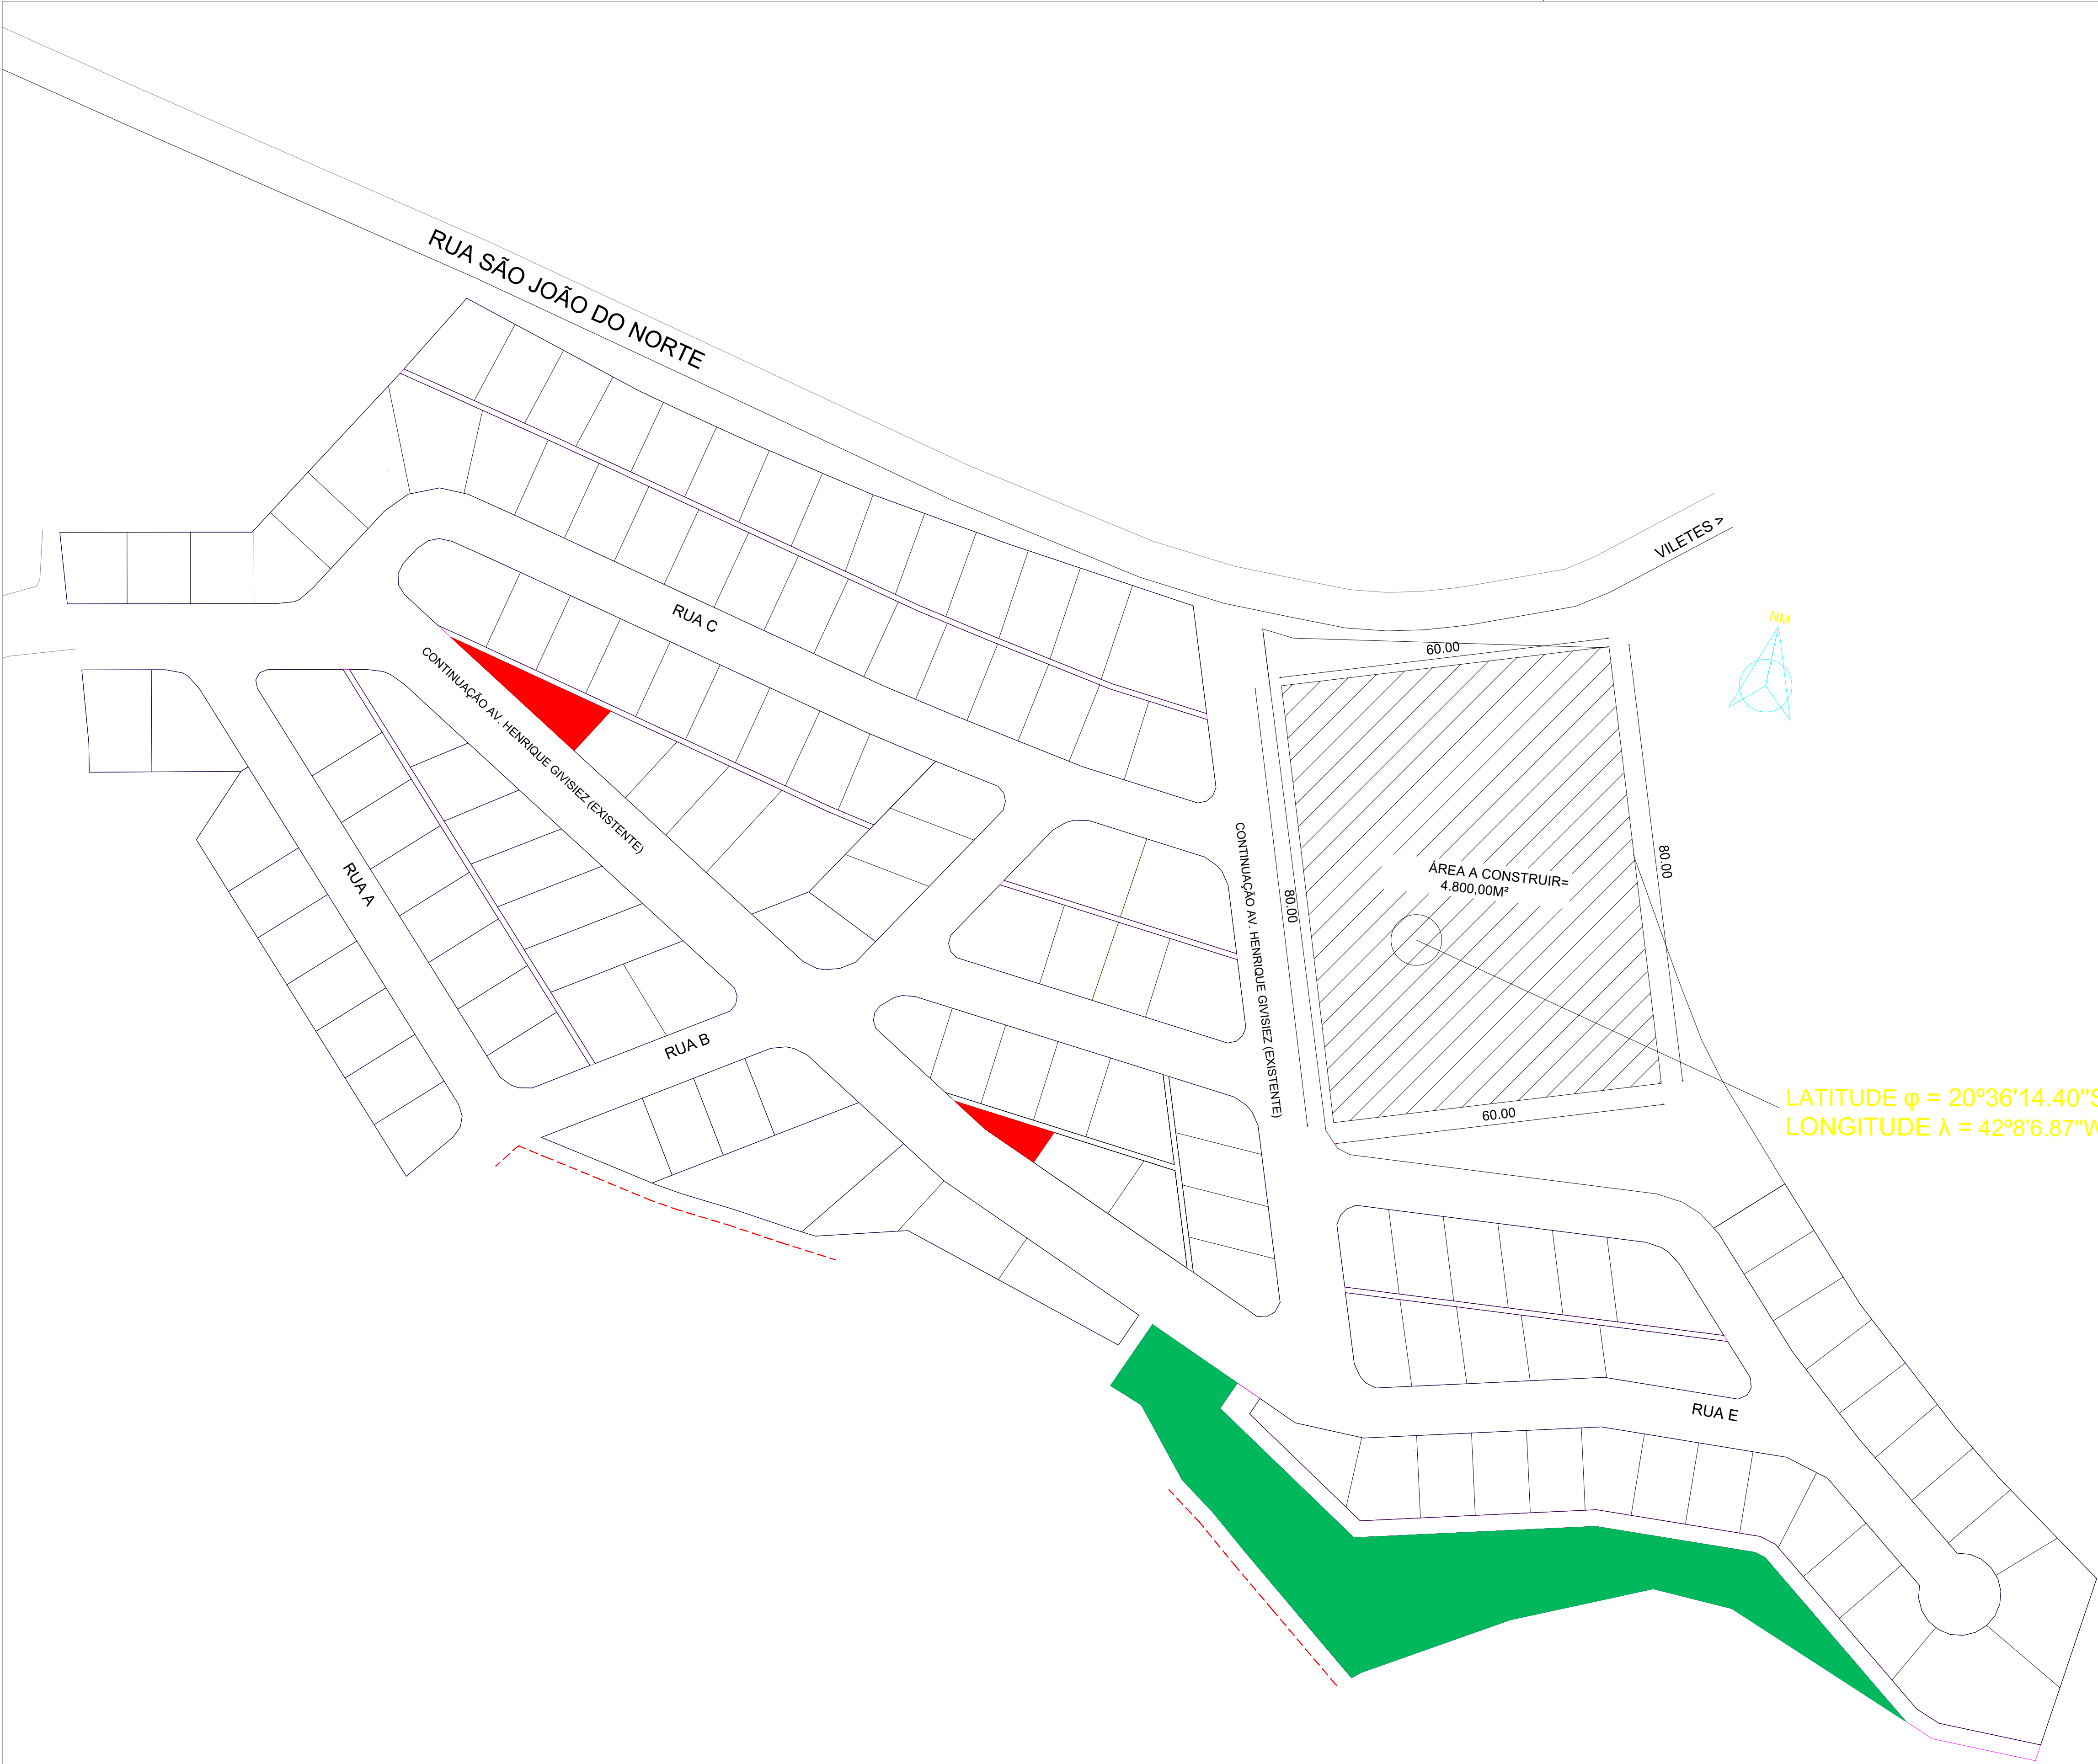 RUA SÃO JOÃO DO NORTE
VILETES >
NM
60.00
RUA C
CONTINUAÇÃO AV. HENRIQUE GIVISIEZ (EXISTENTE)
RUA A
CONTINUAÇÃO AV. HENRIQUE GIVISIEZ (EXISTENTE)
80.00
ÁREA A CONSTRUIR=
4.800,00M²
80.00
RUA B
60.00
LATITUDE φ = 20º36'14.40"S
LONGITUDE λ = 42º8'6.87"W
RUA E